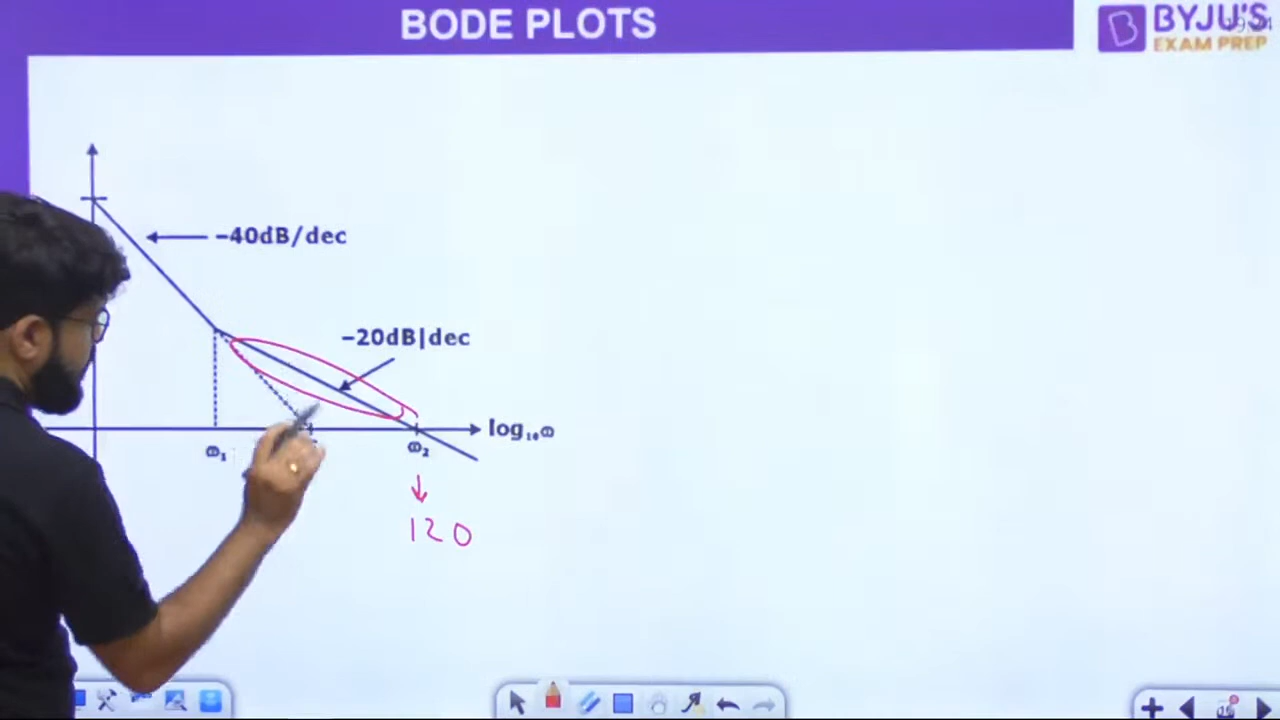 BODE PLOTS
BYJU'S
EXAM PREP
-40dB/dec
-20dB|dec
log₁₀ω
ω₁
ω₂
120